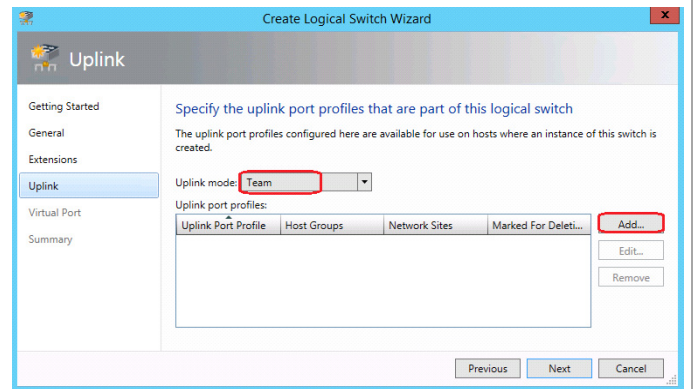 Create Logical Switch Wizard
x
Uplink
Getting Started
General
Extensions
Uplink
Virtual Port
Summary
Specify the uplink port profiles that are part of this logical switch
The uplink port profiles configured here are available for use on hosts where an instance of this switch is
created.
Uplink mode: Team
Uplink port profiles:
Uplink Port Profile Host Groups Network Sites Marked For Deleti...
Add...
Edit...
Remove
Previous Next Cancel